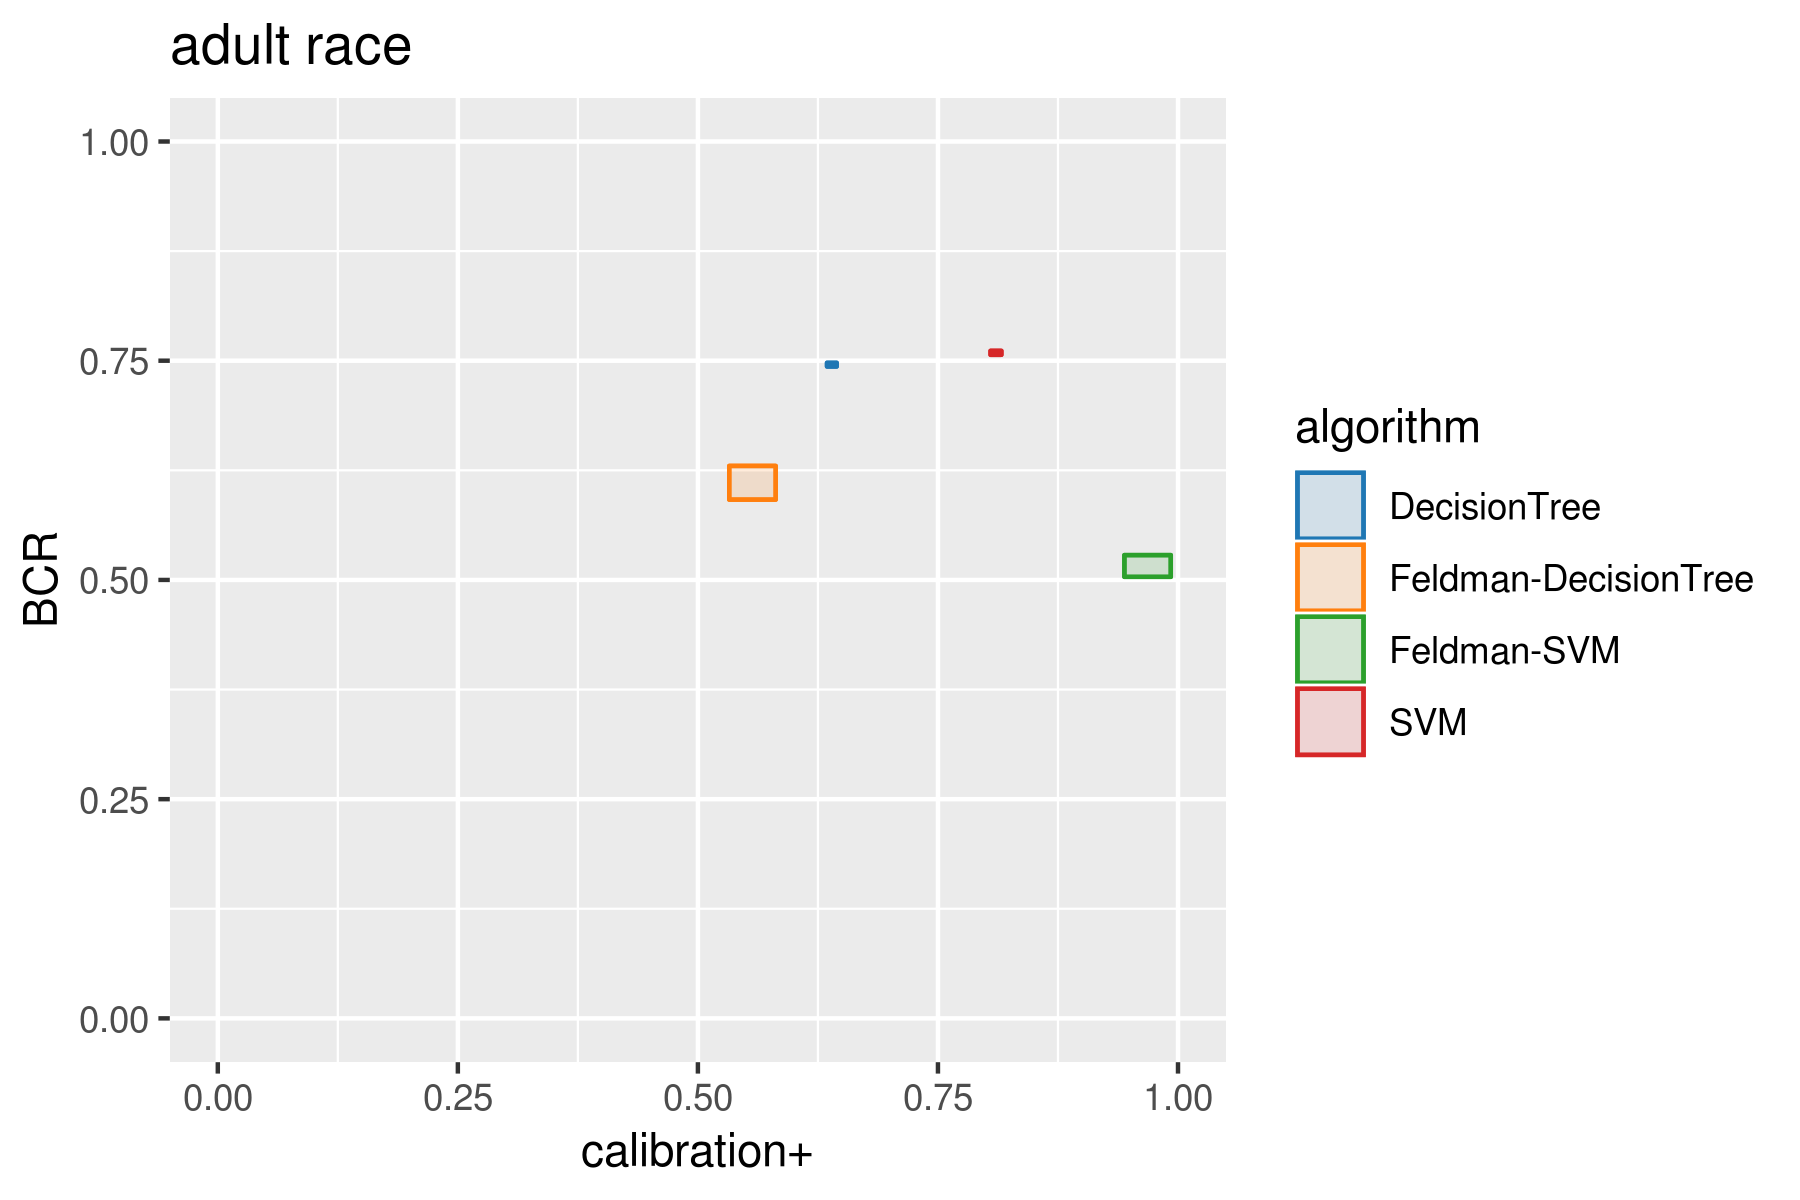 adult race
1.00
0.75
0.50
0.25
0.00
BCR
0.00 0.25 0.50 0.75 1.00
calibration+
algorithm
DecisionTree
Feldman-DecisionTree
Feldman-SVM
SVM